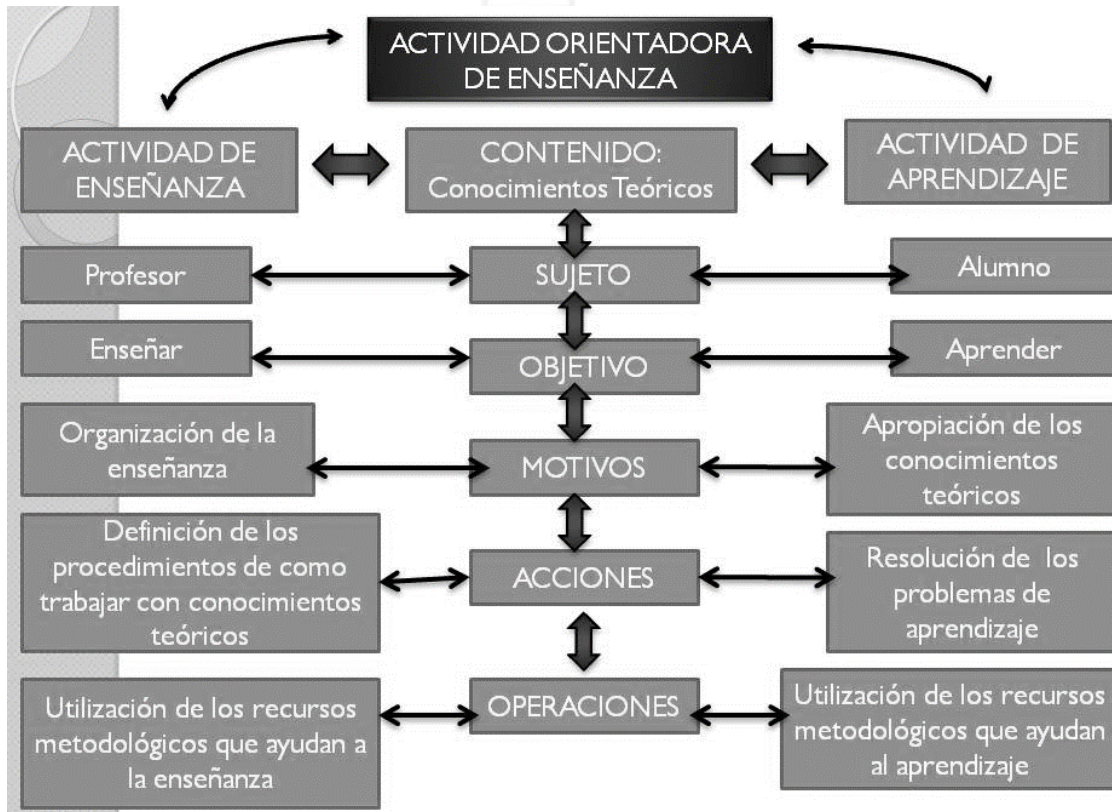 ACTIVIDAD ORIENTADORA
DE ENSEÑANZA
ACTIVIDAD DE
ENSEÑANZA
CONTENIDO:
Conocimientos Teóricos
ACTIVIDAD DE
APRENDIZAJE
Profesor
SUJETO
Alumno
Enseñar
OBJETIVO
Aprender
Organización de la
enseñanza
MOTIVOS
Apropiación de los
conocimientos
teóricos
Definición de los
procedimientos de como
trabajar con conocimientos
teóricos
ACCIONES
Resolución de los
problemas de
aprendizaje
Utilización de los recursos
metodológicos que ayudan a
la enseñanza
OPERACIONES
Utilización de los recursos
metodológicos que ayudan
al aprendizaje